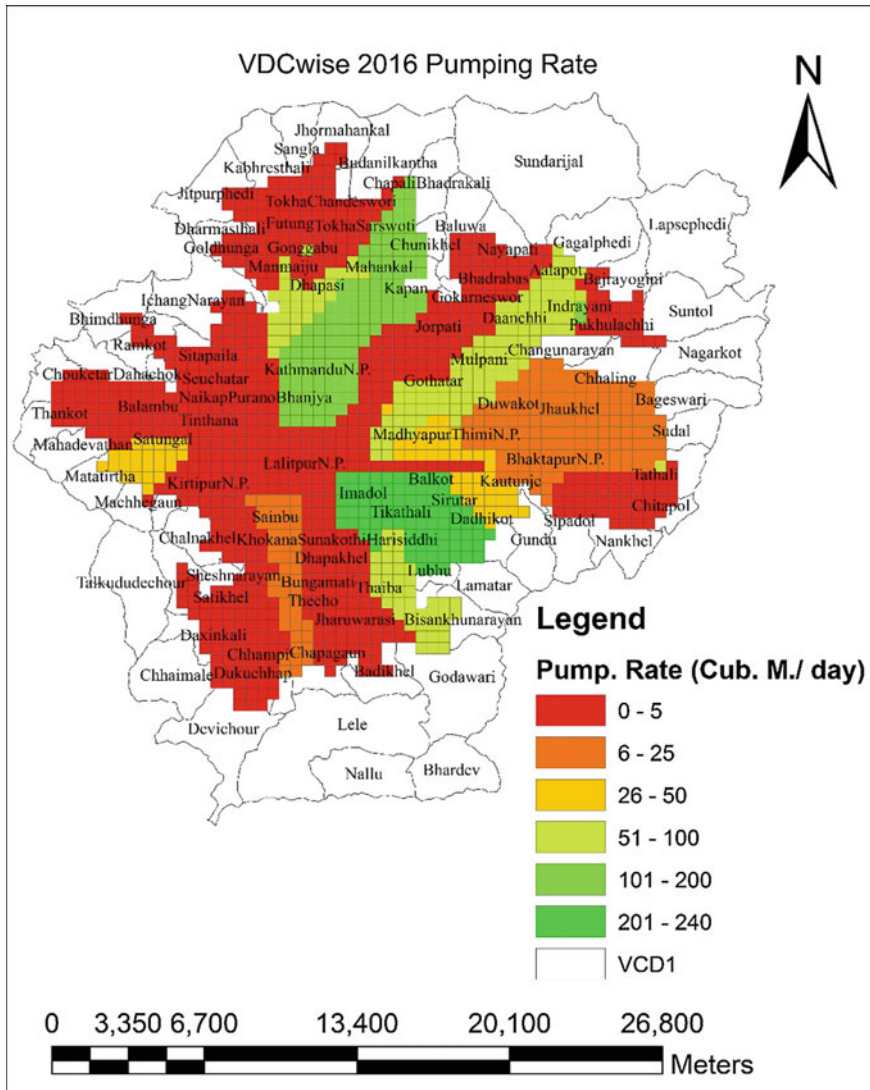 VDCwise 2016 Pumping Rate
N
Jhormahankal
Sangla
Kabhresthali
Budanilkantha
Sundarijal
Jitpurphedi
ChapaliBhadrakali
TokhaChandeswori
Lapsephedi
Dharmasthali
Futung
TokhaSarswoti
Baluwa
Goldhunga
Gonggabu
Chunikhel
Nayapati
Gagalphedi
Manmaiju
Mahankal
Aalapot
Dhapasi
Kapan
Bhadrabas
Bajrayogini
IchangNarayan
Gokarneswor
Indrayani
Suntol
Bhimdhunga
Jorpati
Daanchhi
Pukhulachhi
Ramkot
Sitapaila
Mulpani
Changunarayan
Nagarkot
Chouketar
Dahachok
Seuchatar
KathmanduN.P.
Gothatar
Chhaling
Thankot
Balambu
NaikapPuranoBhanjya
Duwakot
Jhaukhel
Bageswari
Tinthana
Mahadevathan
Satungal
MadhyapurThimiN.P.
Sudal
Matatirtha
LalitpurN.P.
BhaktapurN.P.
KirtipurN.P.
Balkot
Kautunje
Tathali
Machhegaun
Imadol
Sirutar
Chitapol
Sainbu
Tikathali
Dadhikot
Sipadol
Chalnakhel
Khokana
Sunakothi
Harisiddhi
Gundu
Nankhel
Dhapakhel
Talkududechour
Sheshnarayan
Bungamati
Thaiba
Lubhu
Lamatar
Satikhel
Thecho
Jharuwarasi
Bisankhunarayan
Daxinkali
Chhampi
Chapagaun
Chhaimale
Dukuchhap
Badikhel
Godawari
Devichour
Lele
Nallu
Bhardev
Legend
Pump. Rate (Cub. M./ day)
0 - 5
6 - 25
26 - 50
51 - 100
101 - 200
201 - 240
VCD1
0 3,350 6,700 13,400 20,100 26,800
Meters